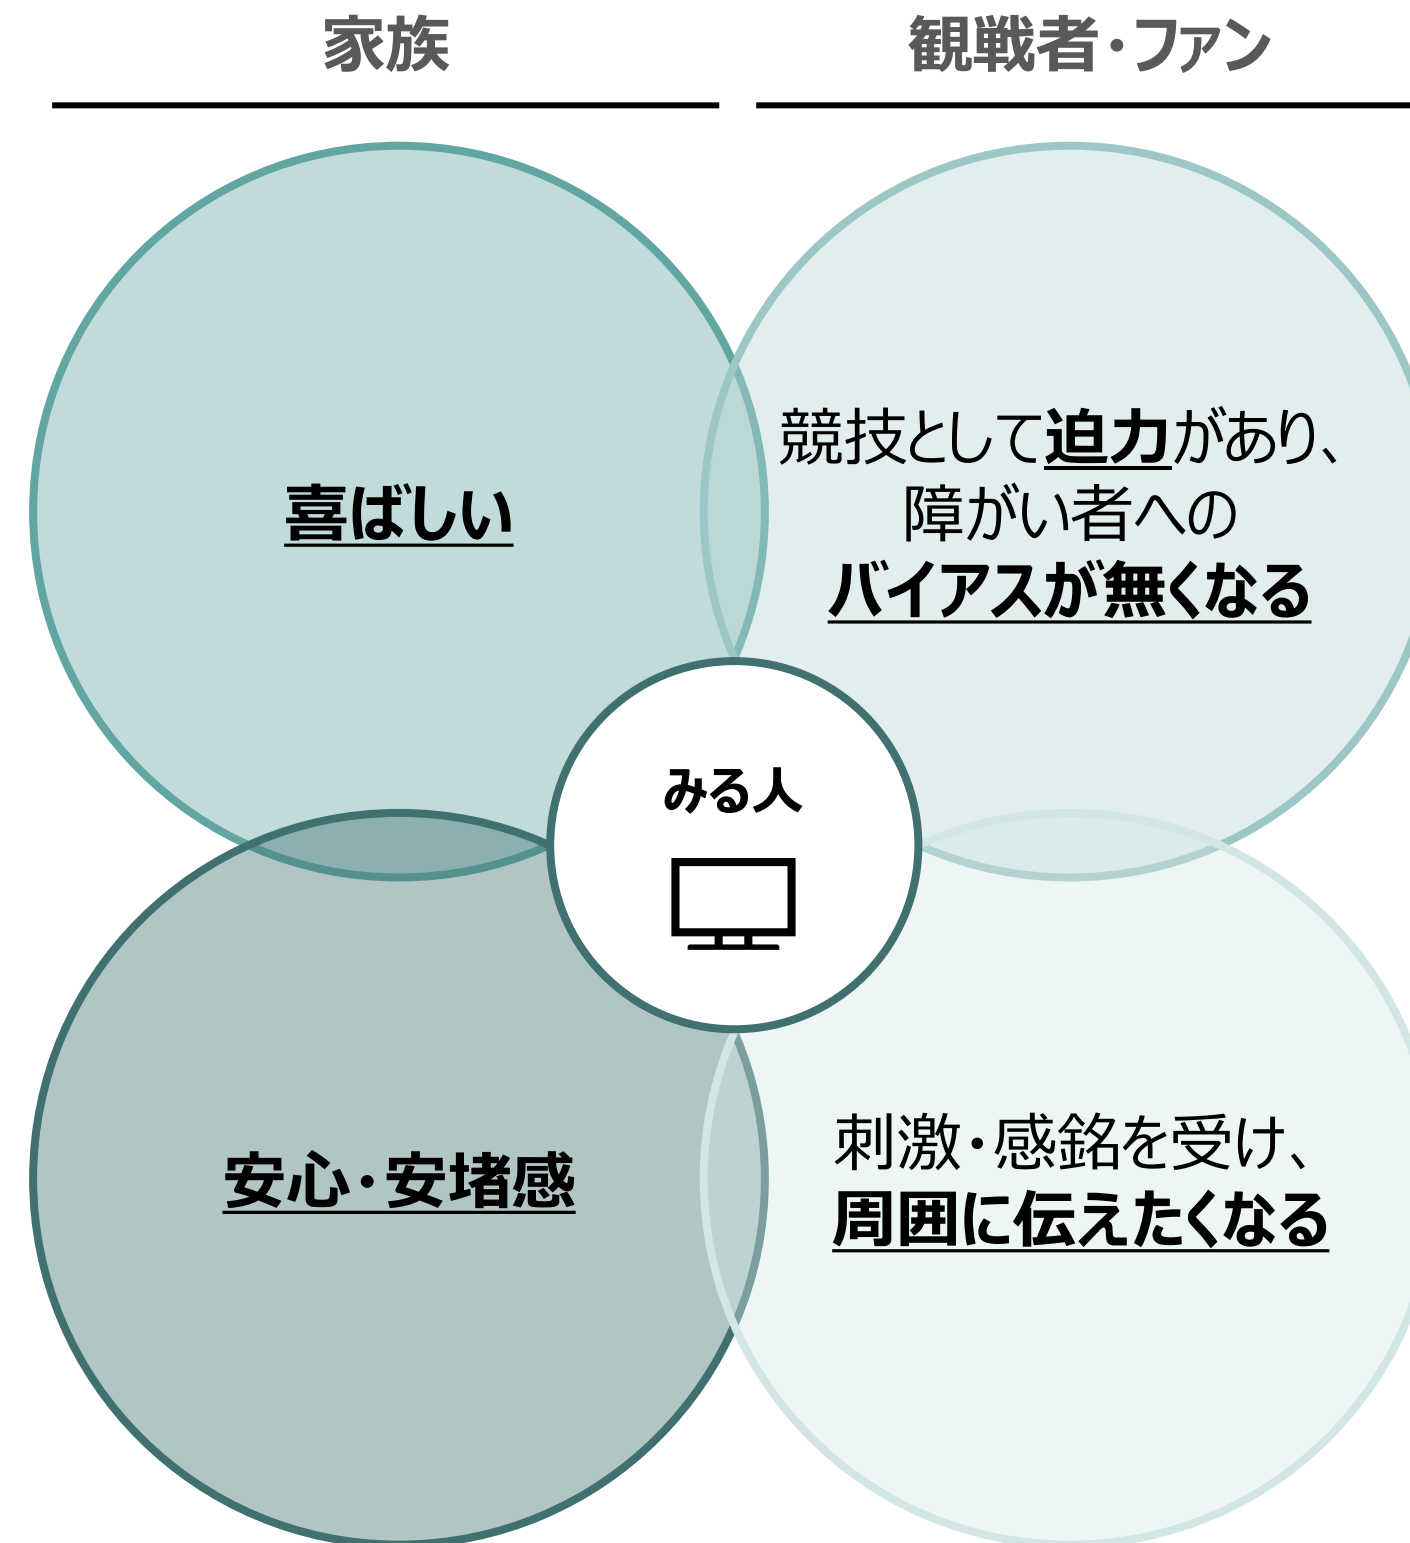 家族
観戦者・ファン
喜ばしい
競技として迫力があり、
障がい者への
バイアスが無くなる
みる人
安心・安堵感
刺激・感銘を受け、
周囲に伝えたくなる